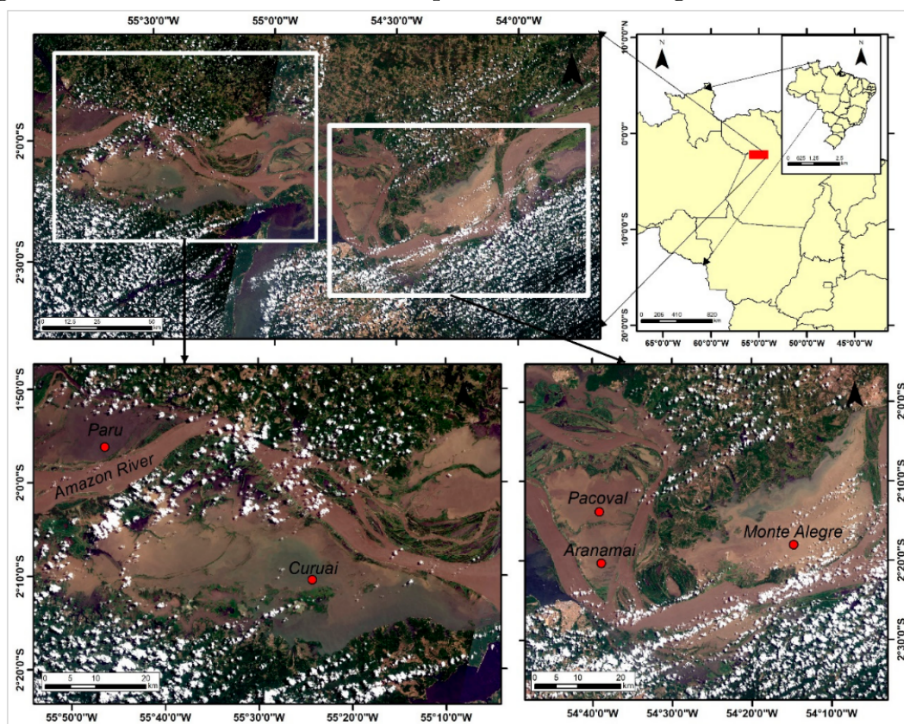 55°30'0"W 55°0'0"W 54°30'0"W 54°0'0"W
2°0'0"S
2°30'0"S
N
N
10°0'0"N
0°0'0"
10°0'0"S
20°0'0"S
65°0'0"W 60°0'0"W 55°0'0"W 50°0'0"W 45°0'0"W
Paru
Amazon River
Curuai
1°50'0"S
2°0'0"S
2°10'0"S
2°20'0"S
0 5 10 20
km
55°50'0"W 55°40'0"W 55°30'0"W 55°20'0"W 55°10'0"W
Pacoval
Aranamai
Monte Alegre
2°0'0"S
2°10'0"S
2°20'0"S
2°30'0"S
0 5 10 20
km
54°40'0"W 54°30'0"W 54°20'0"W 54°10'0"W